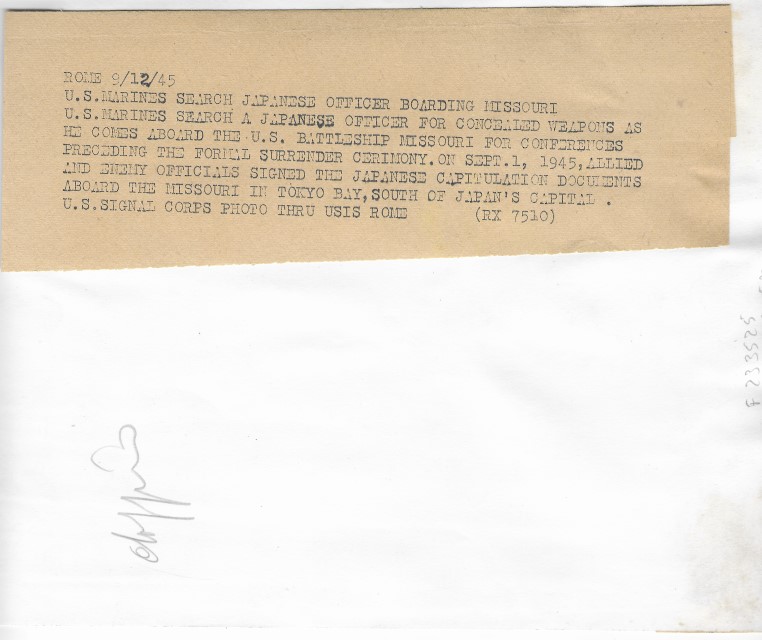 ROME 9/12/45
U.S.MARINES SEARCH JAPANESE OFFICER BOARDING MISSOURI
U.S.MARINES SEARCH A JAPANESE OFFICER FOR CONCEALED WEAPONS AS
HE COMES ABOARD THE U.S. BATTLESHIP MISSOURI FOR CONFERENCES
PRECEDING THE FORMAL SURRENDER CERIMONY.ON SEPT.1, 1945,ALLIED
AND ENEMY OFFICIALS SIGNED THE JAPANESE CAPITULATION DOCUMENTS
ABOARD THE MISSOURI IN TOKYO BAY,SOUTH OF JAPAN'S CAPITAL .
U.S.SIGNAL CORPS PHOTO THRU USIS ROME (RX 7510)
F 233525
doppio